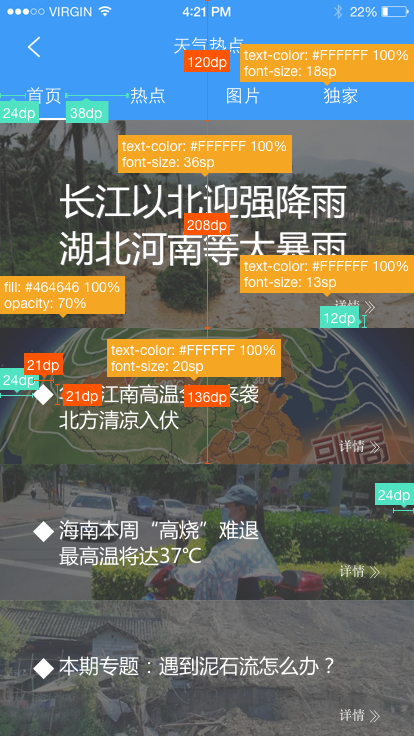 VIRGIN
4:21 PM
22%
天气热点
120dp
text-color: #FFFFFF 100%
font-size: 18sp
首页
热点
图片
独家
24dp
38dp
text-color: #FFFFFF 100%
font-size: 36sp
长江以北迎强降雨
208dp
湖北河南等大暴雨
text-color: #FFFFFF 100%
font-size: 13sp
fill: #464646 100%
opacity: 70%
详情
12dp
text-color: #FFFFFF 100%
font-size: 20sp
21dp
24dp
江南高温
来袭
21dp
136dp
北方清凉入伏
副高
详情
24dp
海南本周“高烧”难退
最高温将达37℃
详情
本期专题：遇到泥石流怎么办？
详情